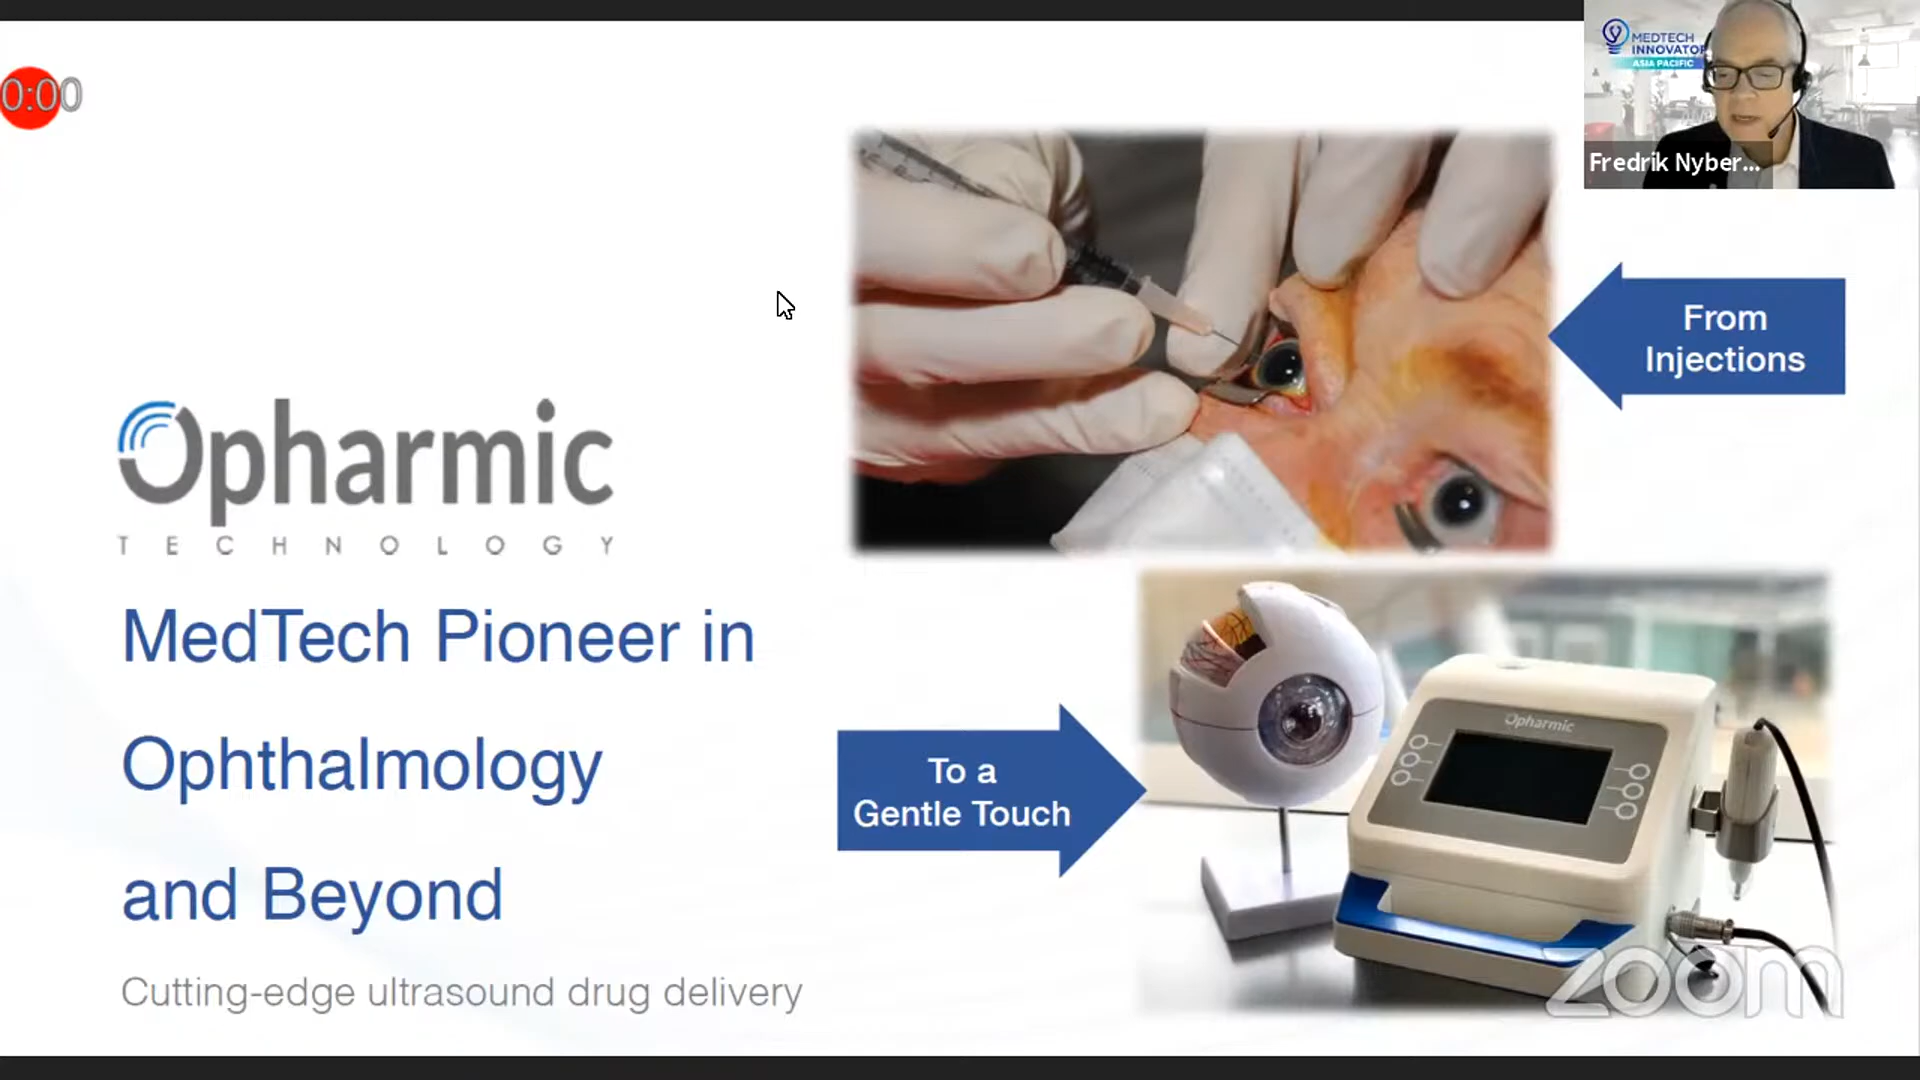 0:00
MEDTECH
INNOVATOR
ASIA PACIFIC
Fredrik Nyber...
From
Injections
Opharmic
TECHNOLOGY
MedTech Pioneer in
Ophthalmology
and Beyond
Cutting-edge ultrasound drug delivery
To a
Gentle Touch
Opharmic
zoom